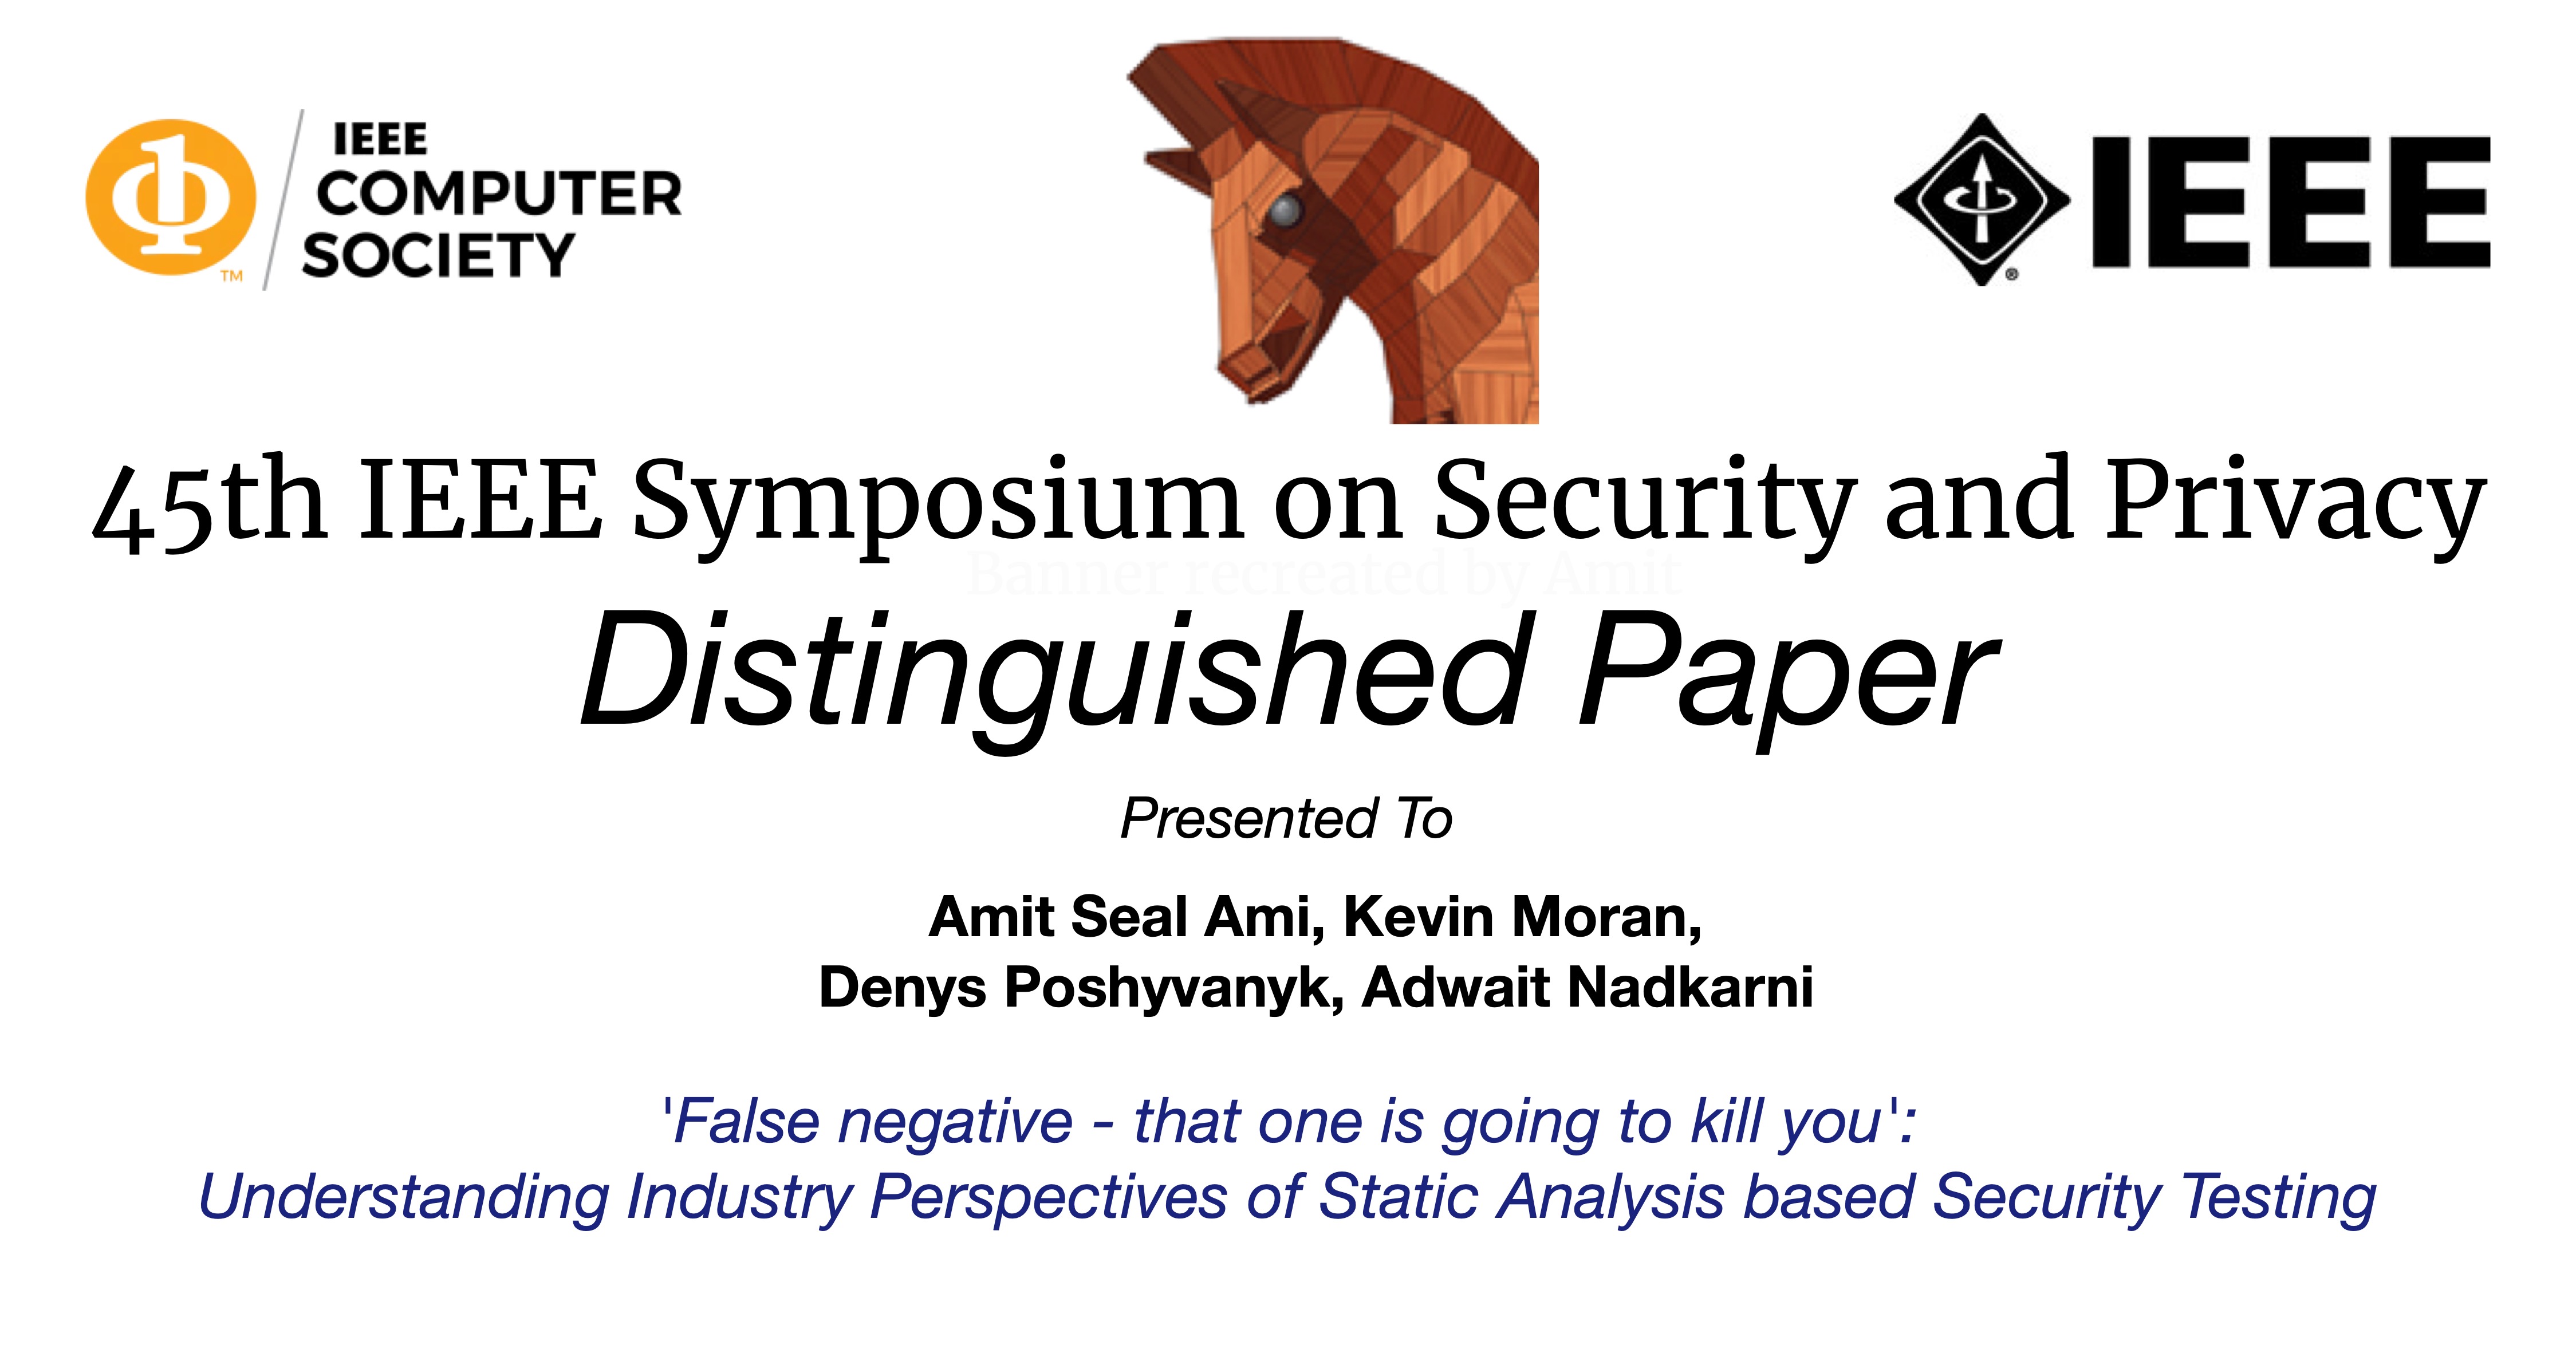 IEEE
COMPUTER
SOCIETY
TM
IEEE
®
45th IEEE Symposium on Security and Privacy
Banner recreated by Amit
Distinguished Paper
Presented To
Amit Seal Ami, Kevin Moran,
Denys Poshyvanyk, Adwait Nadkarni
'False negative - that one is going to kill you':
Understanding Industry Perspectives of Static Analysis based Security Testing